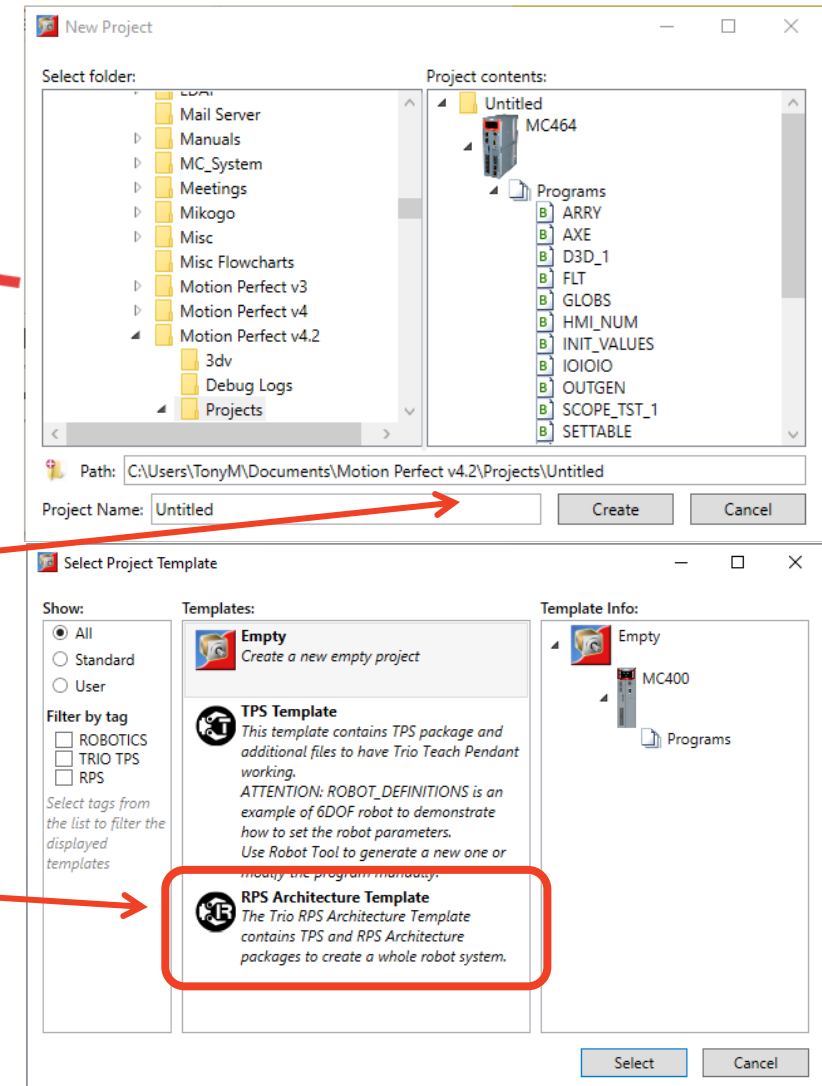 New Project
Select folder:
Project contents:
LDAP
Mail Server
Manuals
MC_System
Meetings
Mikogo
Misc
Misc Flowcharts
Motion Perfect v3
Motion Perfect v4
Motion Perfect v4.2
3dv
Debug Logs
Projects
Untitled
MC464
Programs
B ARRY
B AXE
B D3D_1
B FLT
B GLOBS
B HMI_NUM
B INIT_VALUES
B IOIOIO
B OUTGEN
B SCOPE_TST_1
B SETTABLE
Path: C:\Users\TonyM\Documents\Motion Perfect v4.2\Projects\Untitled
Project Name: Untitled
Create
Cancel
Select Project Template
Show:
All
Standard
User
Filter by tag
ROBOTICS
TRIO TPS
RPS
Select tags from
the list to filter the
displayed
templates
Templates:
Empty
Create a new empty project
TPS Template
This template contains TPS package and
additional files to have Trio Teach Pendant
working.
ATTENTION: ROBOT_DEFINITIONS is an
example of 6DOF robot to demonstrate
how to set the robot parameters.
Use Robot Tool to generate a new one or
modify the program manually.
RPS Architecture Template
The Trio RPS Architecture Template
contains TPS and RPS Architecture
packages to create a whole robot system.
Template Info:
Empty
MC400
Programs
Select
Cancel